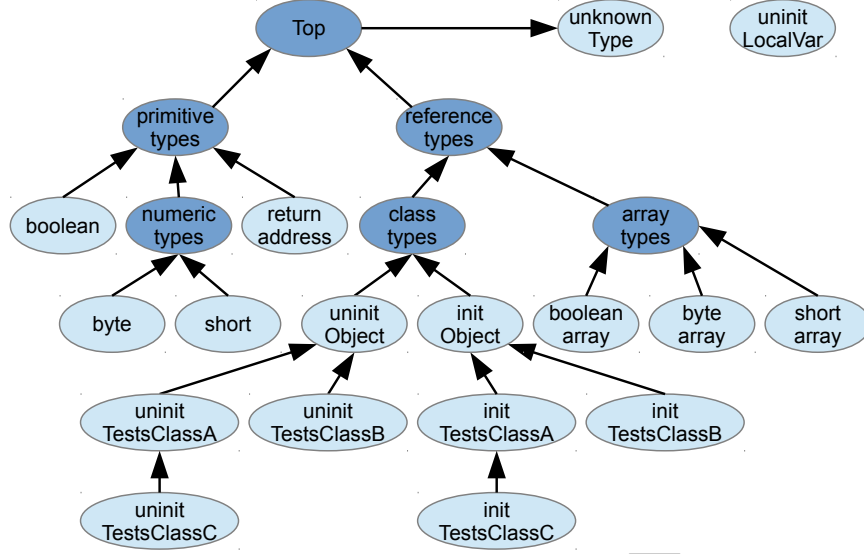 Top
unknown
Type
uninit
LocalVar
primitive
types
reference
types
boolean
numeric
types
return
address
class
types
array
types
byte
short
uninit
Object
init
Object
boolean
array
byte
array
short
array
uninit
TestsClassA
uninit
TestsClassB
init
TestsClassA
init
TestsClassB
uninit
TestsClassC
init
TestsClassC